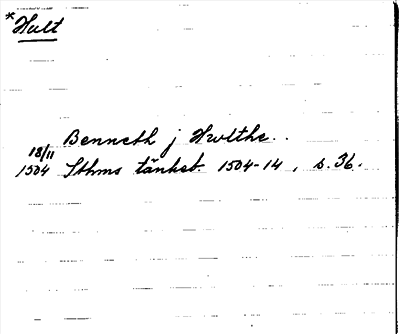 *Hult
18/11 Benneth j Hwlthe..
1504 Sthms tänkeb. 1504-14, s. 36.